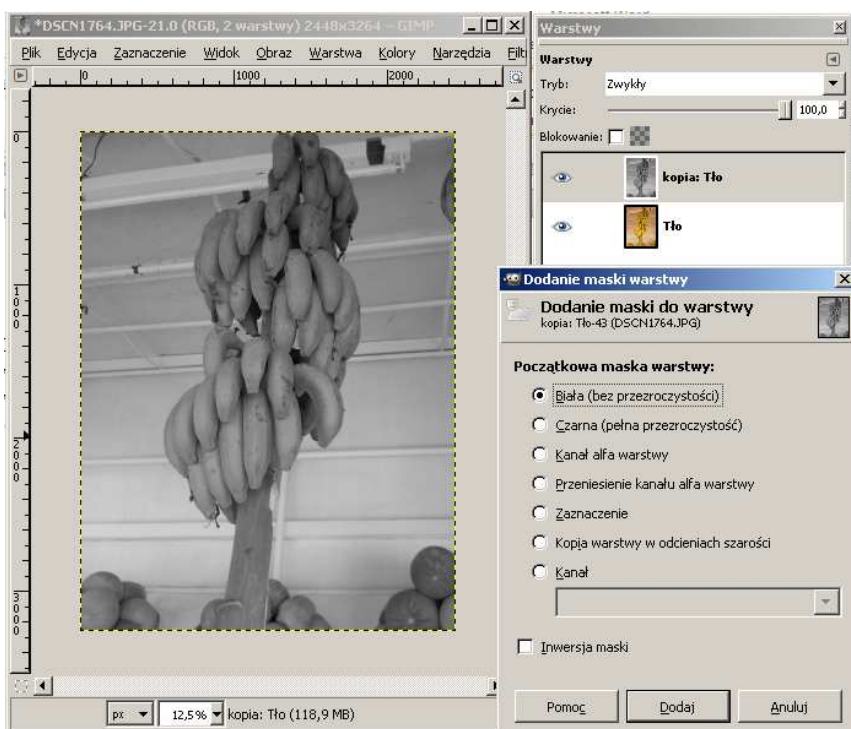 *DSCN1764.JPG-21.0 (RGB, 2 warstwy) 2448x3264 – GIMP
Plik Edycja Zaznaczenie Widok Obraz Warstwa Kolory Narzędzia Filt
0 1000 2000
0
1000
2000
3000
px 12,5% kopia: Tło (118,9 MB)
Warstwy
Warstwy
Tryb: Zwykły
Krycie: 100,0
Blokowanie:
kopia: Tło
Tło
Dodanie maski warstwy
Dodanie maski do warstwy
kopia: Tło-43 (DSCN1764.JPG)
Początkowa maska warstwy:
Biała (bez przezroczystości)
Czarna (pełna przezroczystość)
Kanał alfa warstwy
Przeniesienie kanału alfa warstwy
Zaznaczenie
Kopia warstwy w odcieniach szarości
Kanał
Inwersja maski
Pomoc Dodaj Anuluj